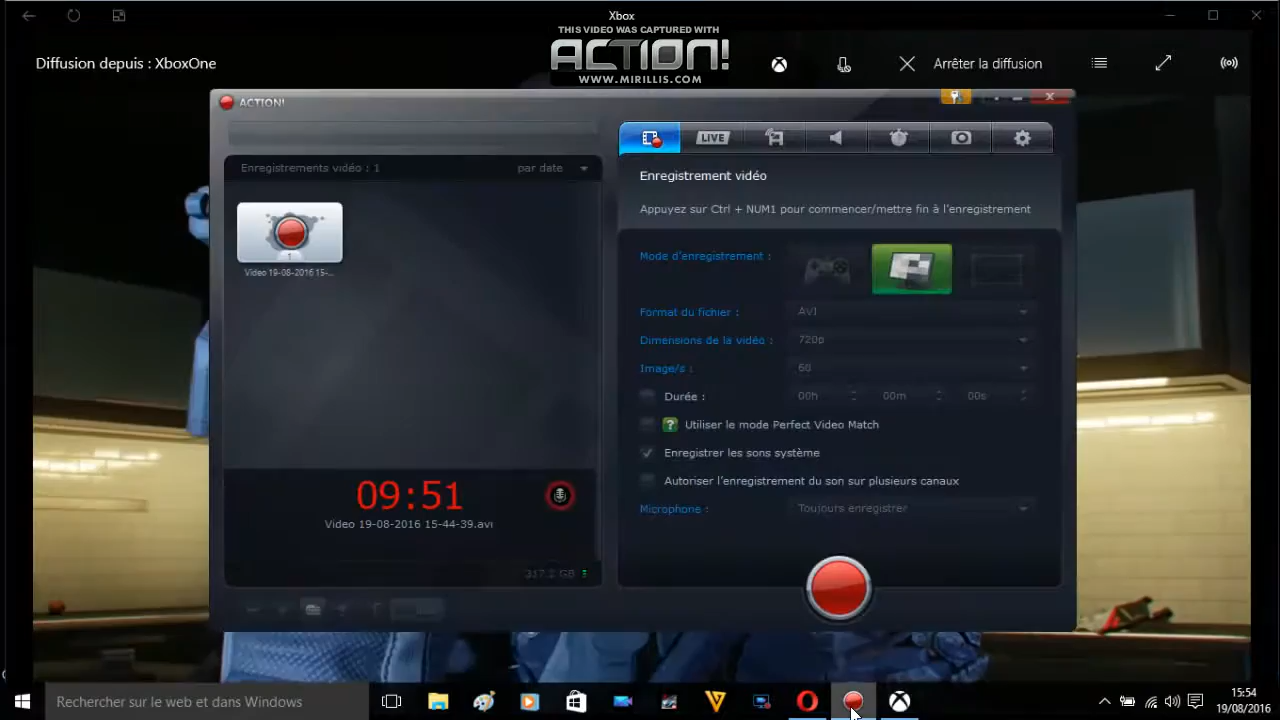 Xbox
Diffusion depuis : XboxOne
THIS VIDEO WAS CAPTURED WITH
ACTION!
WWW.MIRILLIS.COM
Arrêter la diffusion
ACTION!
LIVE
Enregistrements vidéo : 1
par date
Enregistrement vidéo
Appuyez sur Ctrl + NUM1 pour commencer/mettre fin à l'enregistrement
1
Video 19-08-2016 15-...
Mode d'enregistrement :
Format du fichier :
AVI
Dimensions de la vidéo :
720p
Image/s :
60
Durée :
00h
00m
00s
? Utiliser le mode Perfect Video Match
Enregistrer les sons système
Autoriser l'enregistrement du son sur plusieurs canaux
Microphone :
Toujours enregistrer
09:51
Video 19-08-2016 15-44-39.avi
Rechercher sur le web et dans Windows
15:54
19/08/2016